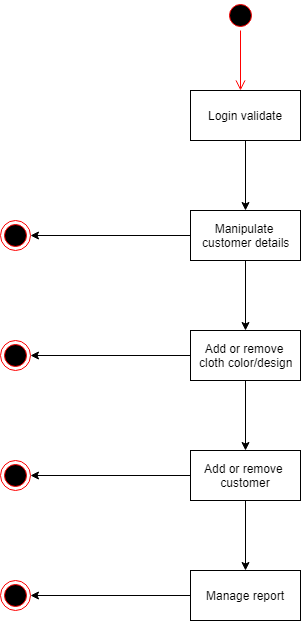 Login validate
Manipulate
customer details
Add or remove
cloth color/design
Add or remove
customer
Manage report